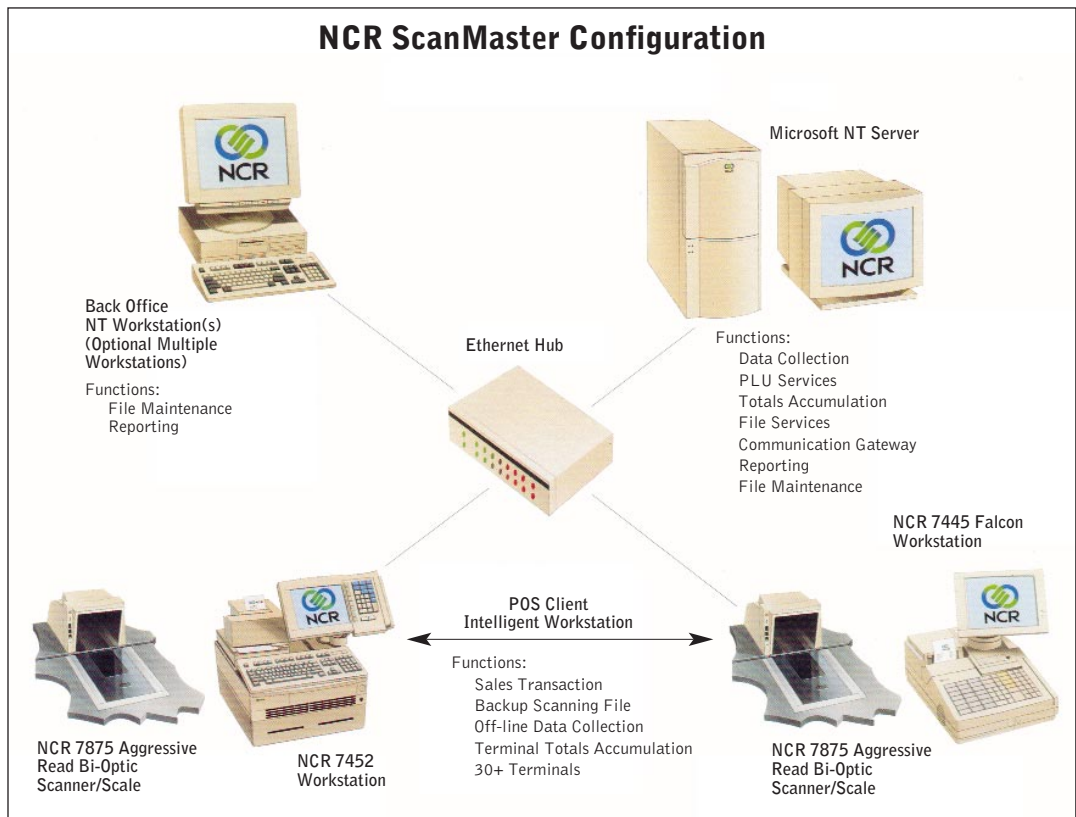 NCR ScanMaster Configuration
NCR
Back Office
NT Workstation(s)
(Optional Multiple
Workstations)
Functions:
File Maintenance
Reporting
Microsoft NT Server
NCR
Functions:
Data Collection
PLU Services
Totals Accumulation
File Services
Communication Gateway
Reporting
File Maintenance
Ethernet Hub
NCR 7875 Aggressive
Read Bi-Optic
Scanner/Scale
NCR
NCR 7452
Workstation
POS Client
Intelligent Workstation
Functions:
Sales Transaction
Backup Scanning File
Off-line Data Collection
Terminal Totals Accumulation
30+ Terminals
NCR 7445 Falcon
Workstation
NCR
NCR 7875 Aggressive
Read Bi-Optic
Scanner/Scale